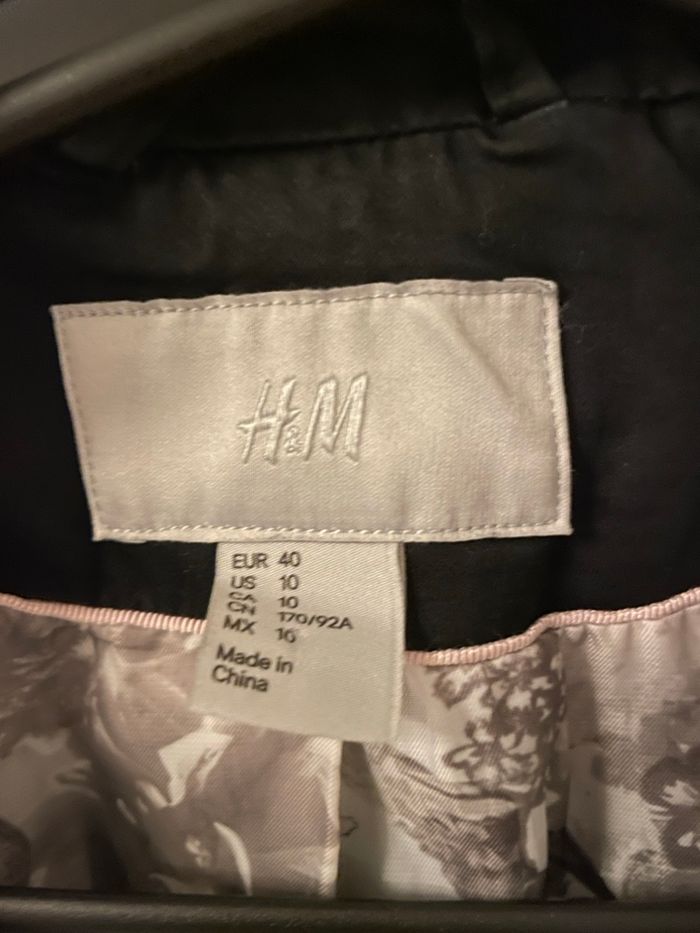 H&M
EUR 40
US 10
CA 10
CN 170/92A
MX 16
Made in
China